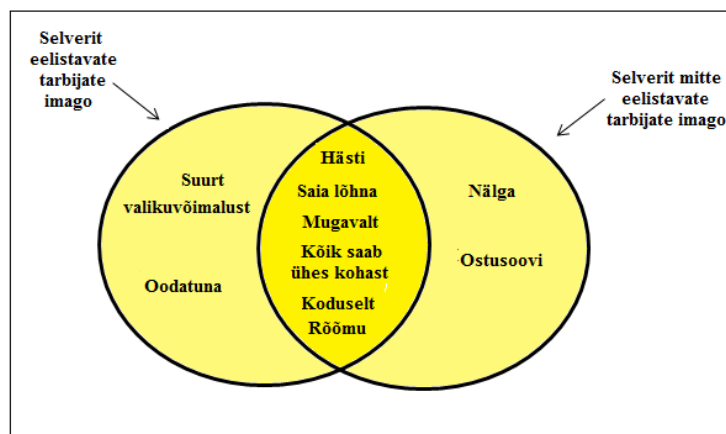 Selverit
eelistavate
tarbijate
imago
Selverit mitte
eelistavate
tarbijate imago
Suurt
valikuvõimalust
Oodatuna
Hästi
Saia lõhna
Mugavalt
Kõik saab
ühes kohast
Koduselt
Rõõmu
Nälga
Ostusoovi